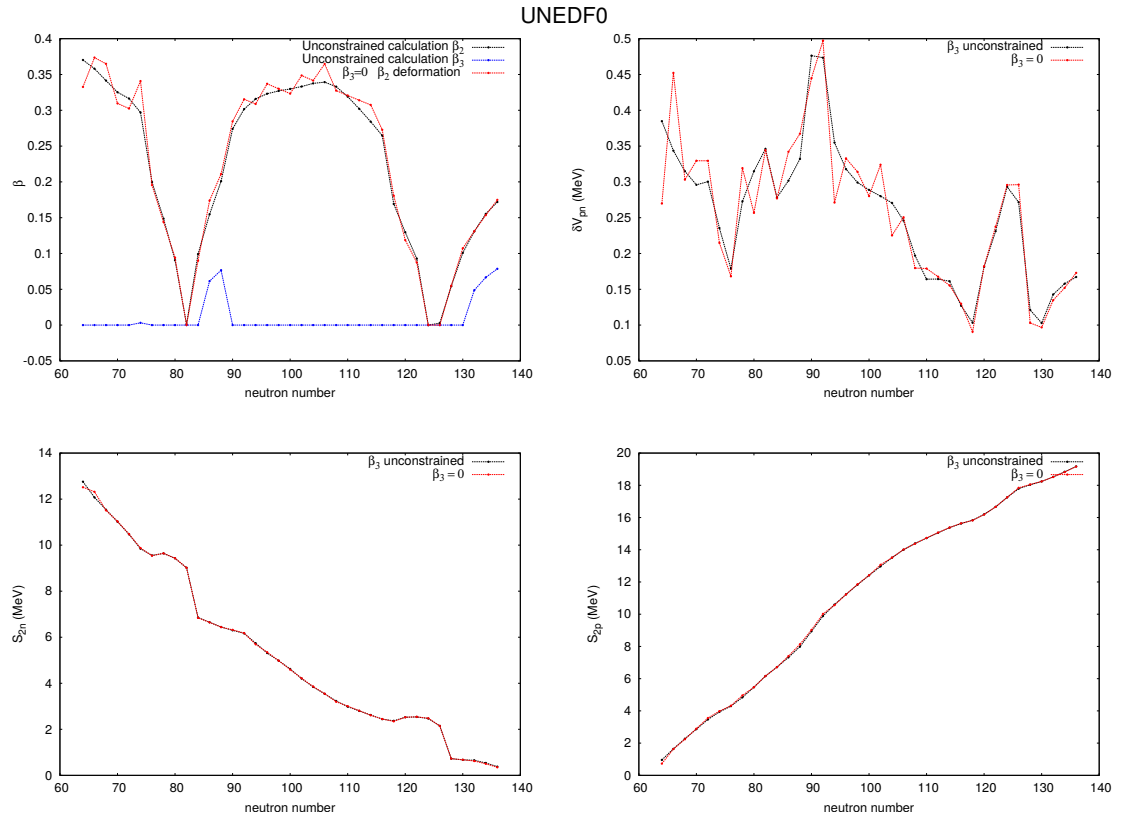 UNEDF0
0.4
0.35
0.3
0.25
0.2
0.15
0.1
0.05
0
-0.05
β
60 70 80 90 100 110 120 130 140
neutron number
Unconstrained calculation β2
Unconstrained calculation β3
β3=0 β2 deformation
0.5
0.45
0.4
0.35
0.3
0.25
0.2
0.15
0.1
0.05
δVpn (MeV)
60 70 80 90 100 110 120 130 140
neutron number
β3 unconstrained
β3 = 0
14
12
10
8
6
4
2
0
S2n (MeV)
60 70 80 90 100 110 120 130 140
neutron number
β3 unconstrained
β3 = 0
20
18
16
14
12
10
8
6
4
2
0
S2p (MeV)
60 70 80 90 100 110 120 130 140
neutron number
β3 unconstrained
β3 = 0